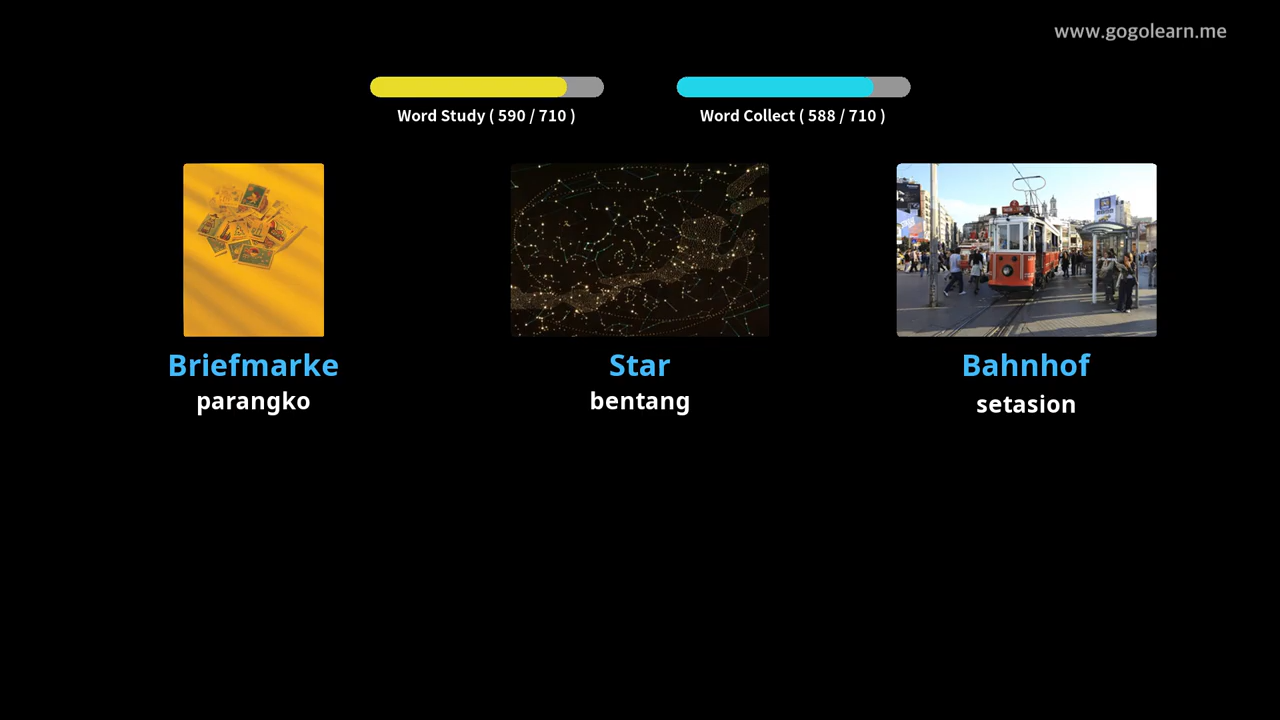 www.gogolearn.me
Word Study ( 590 / 710 )
Word Collect ( 588 / 710 )
Briefmarke
Star
Bahnhof
parangko
bentang
setasion